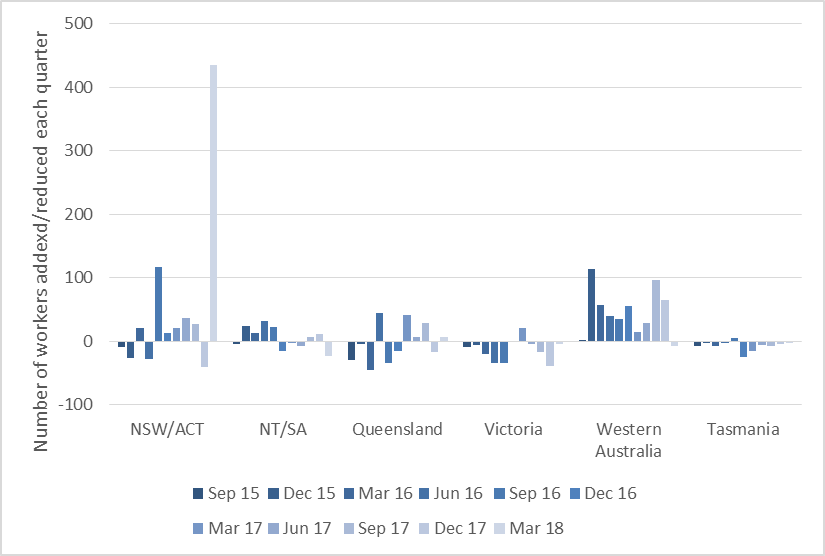 Number of workers addexd/reduced each quarter
500
400
300
200
100
0
-100
NSW/ACT NT/SA Queensland Victoria Western Tasmania
Australia
Sep 15 Dec 15 Mar 16 Jun 16 Sep 16 Dec 16
Mar 17 Jun 17 Sep 17 Dec 17 Mar 18